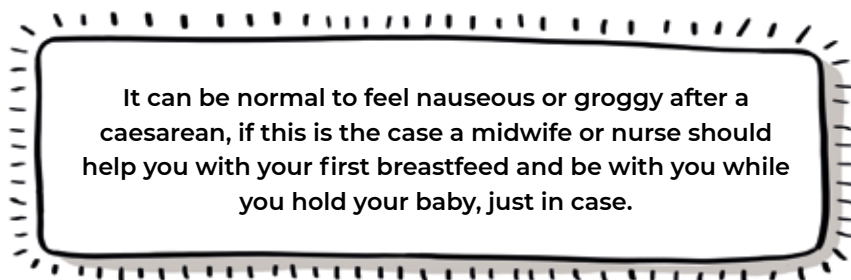 It can be normal to feel nauseous or groggy after a
caesarean, if this is the case a midwife or nurse should
help you with your first breastfeed and be with you while
you hold your baby, just in case.